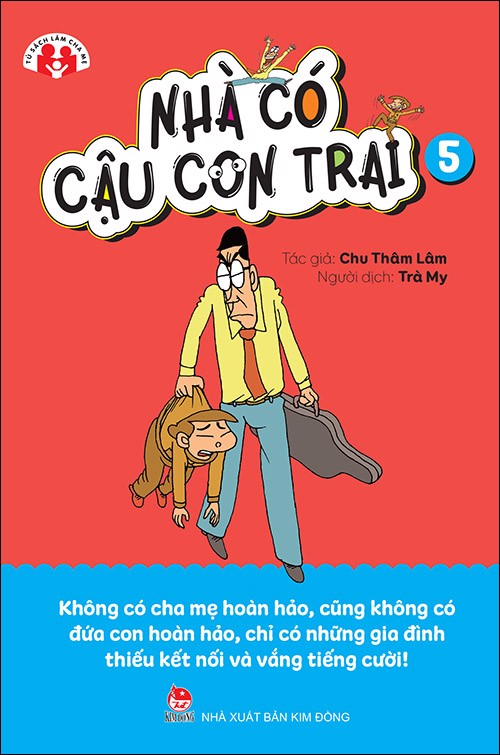 TỦ SÁCH LÀM CHA MẸ
NHÀ CÓ
CẬU CON TRAI
5
Tác giả: Chu Thâm Lâm
Người dịch: Trà My
Không có cha mẹ hoàn hảo, cũng không có
đứa con hoàn hảo, chỉ có những gia đình
thiếu kết nối và vắng tiếng cười!
KIM ĐỒNG
NHÀ XUẤT BẢN KIM ĐỒNG